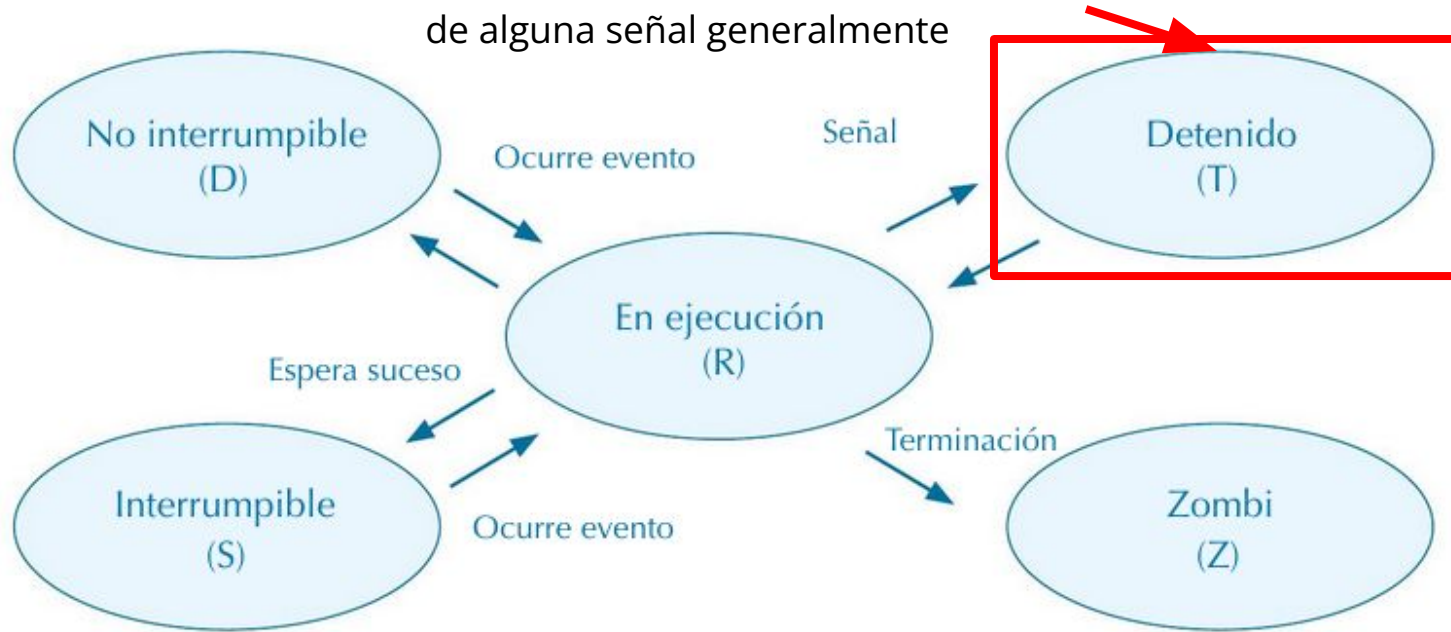 de alguna señal generalmente
No interrumpible
(D)
Ocurre evento
Señal
Detenido
(T)
En ejecución
(R)
Espera suceso
Interrumpible
(S)
Ocurre evento
Terminación
Zombi
(Z)